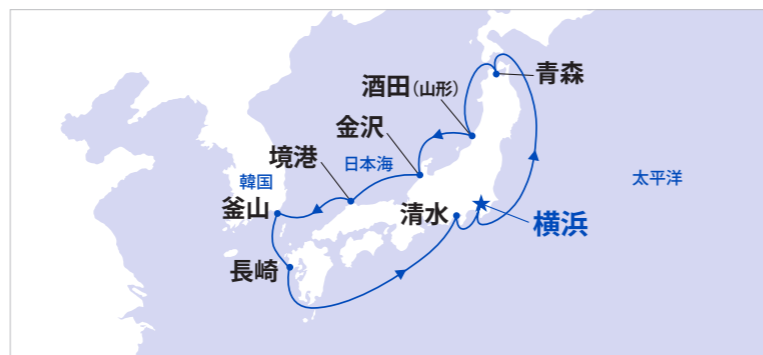 青森
酒田(山形)
金沢
境港
日本海
韓国
太平洋
釜山
清水
横浜
長崎